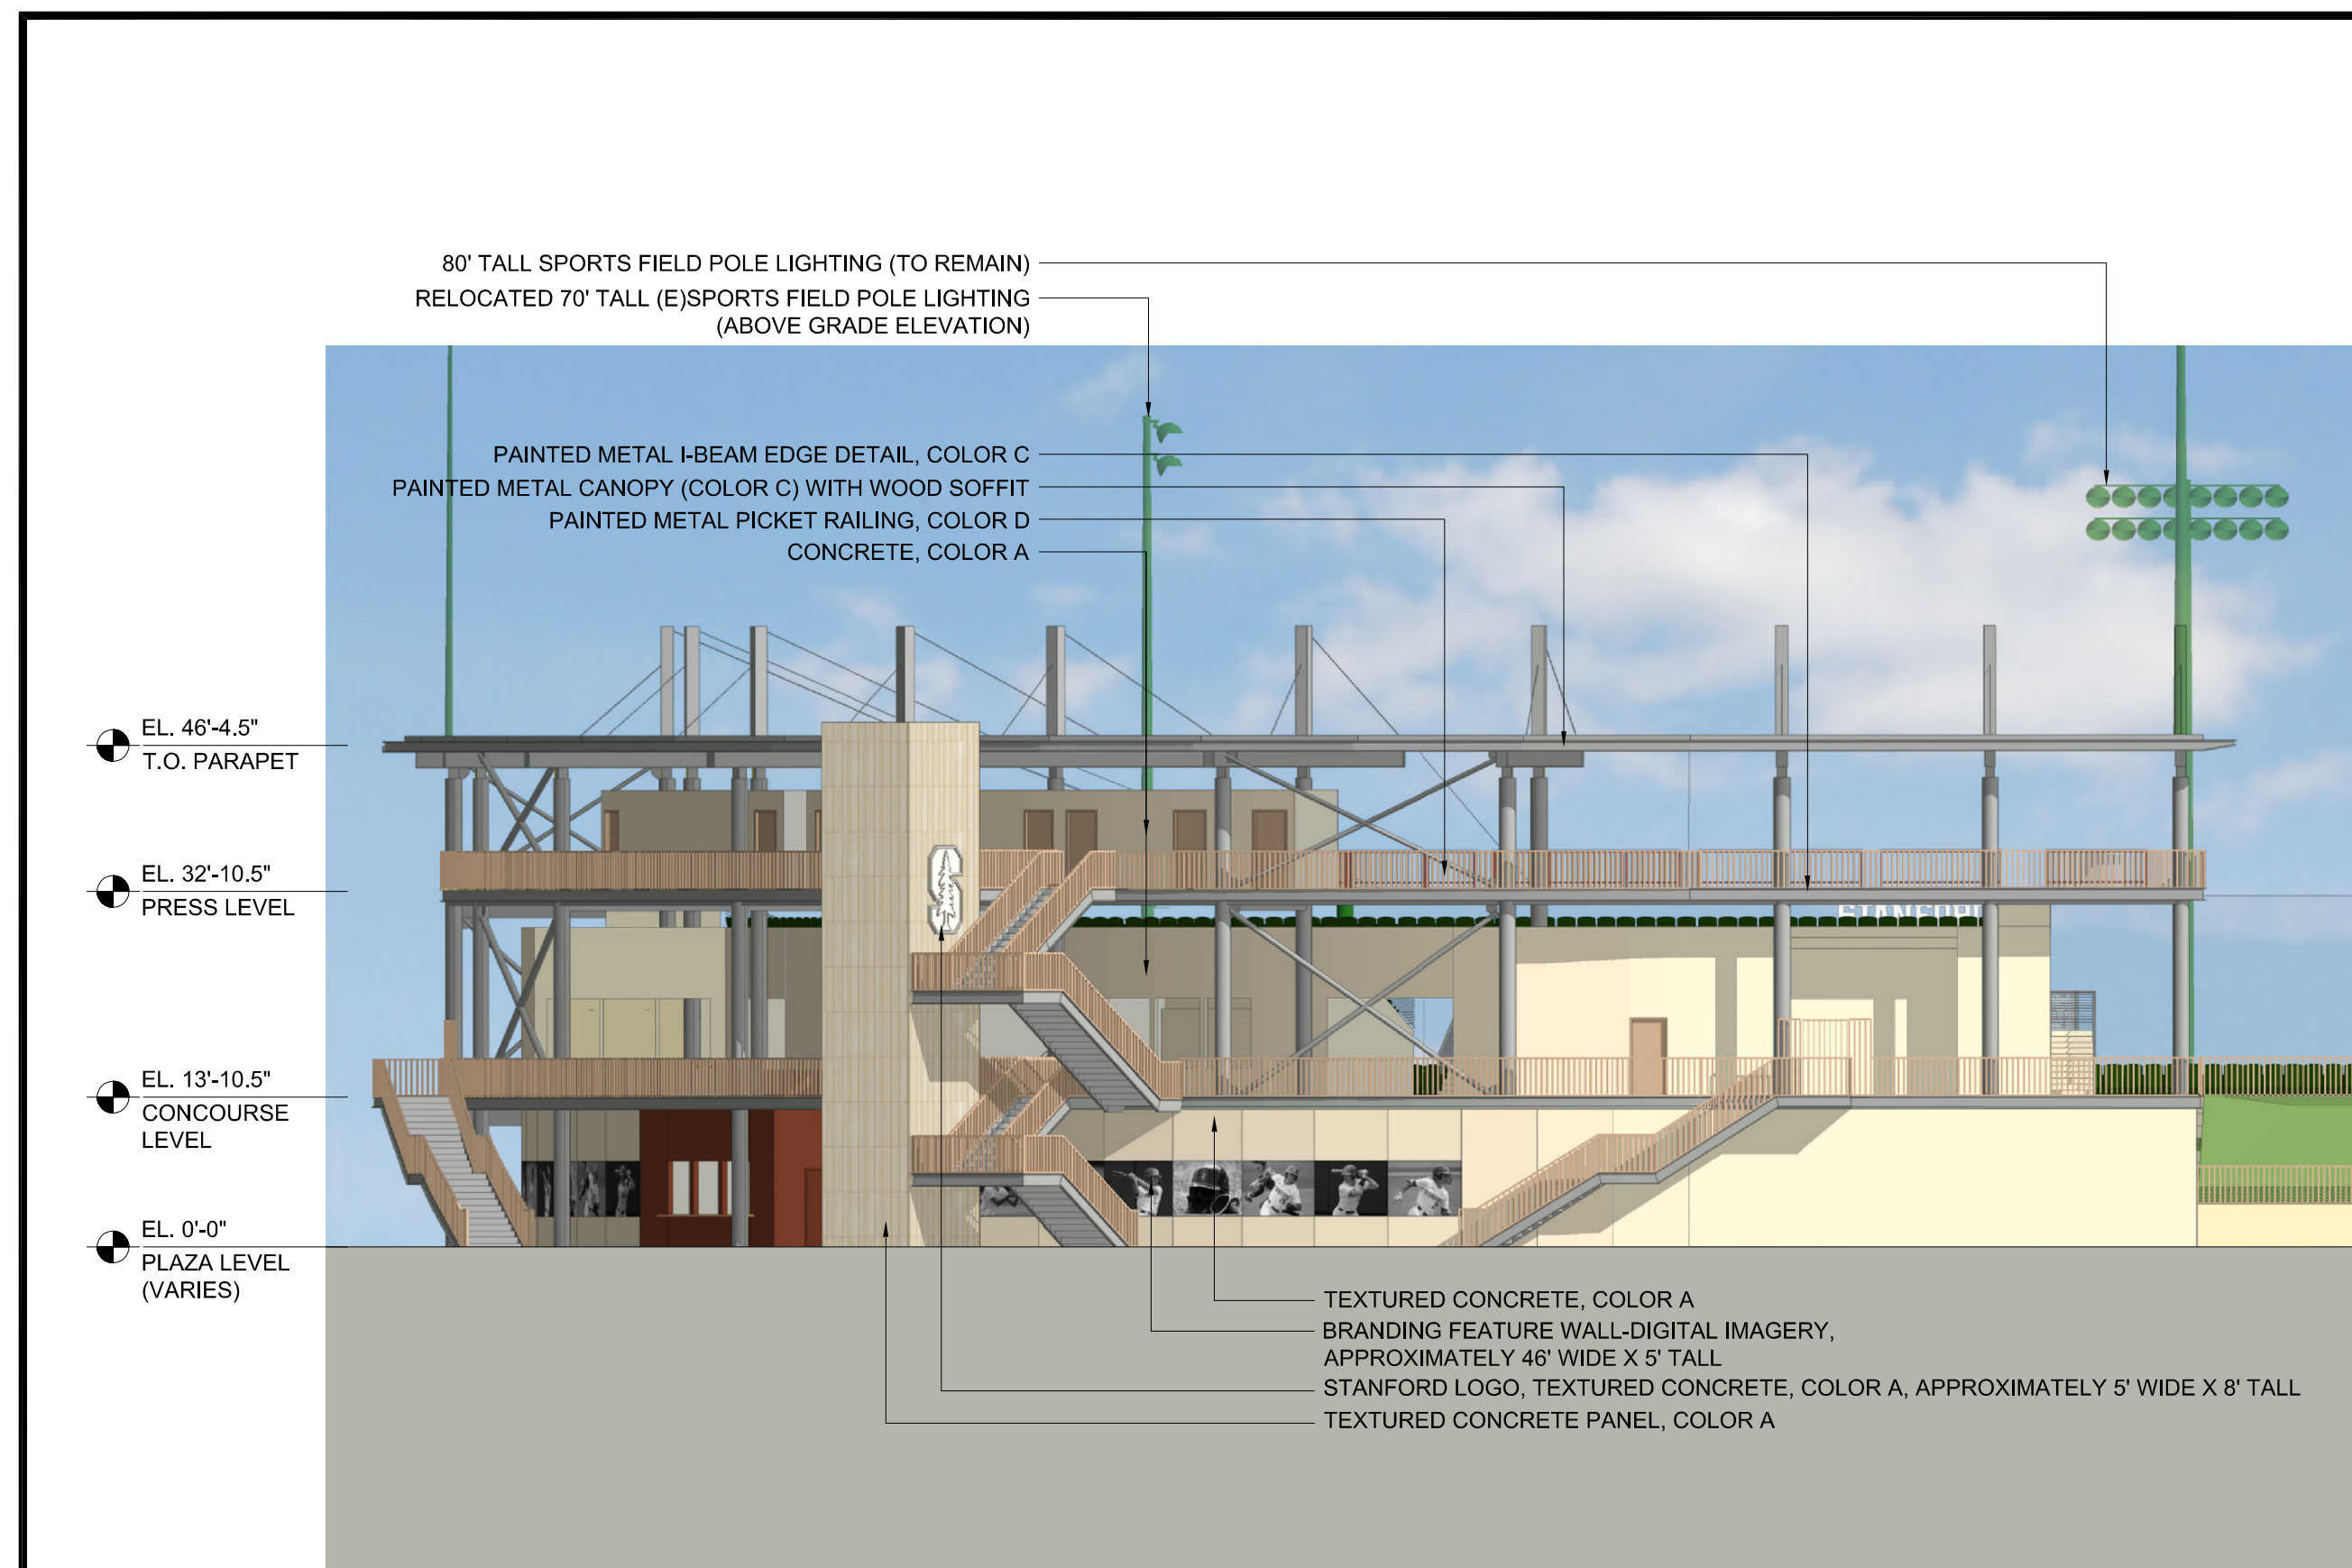 80' TALL SPORTS FIELD POLE LIGHTING (TO REMAIN)
RELOCATED 70' TALL (E)SPORTS FIELD POLE LIGHTING
(ABOVE GRADE ELEVATION)
PAINTED METAL I-BEAM EDGE DETAIL, COLOR C
PAINTED METAL CANOPY (COLOR C) WITH WOOD SOFFIT
PAINTED METAL PICKET RAILING, COLOR D
CONCRETE, COLOR A
EL. 46'-4.5"
T.O. PARAPET
EL. 32'-10.5"
PRESS LEVEL
S
STANFORD
EL. 13'-10.5"
CONCOURSE
LEVEL
EL. 0'-0"
PLAZA LEVEL
(VARIES)
TEXTURED CONCRETE, COLOR A
BRANDING FEATURE WALL-DIGITAL IMAGERY,
APPROXIMATELY 46' WIDE X 5' TALL
STANFORD LOGO, TEXTURED CONCRETE, COLOR A, APPROXIMATELY 5' WIDE X 8' TALL
TEXTURED CONCRETE PANEL, COLOR A